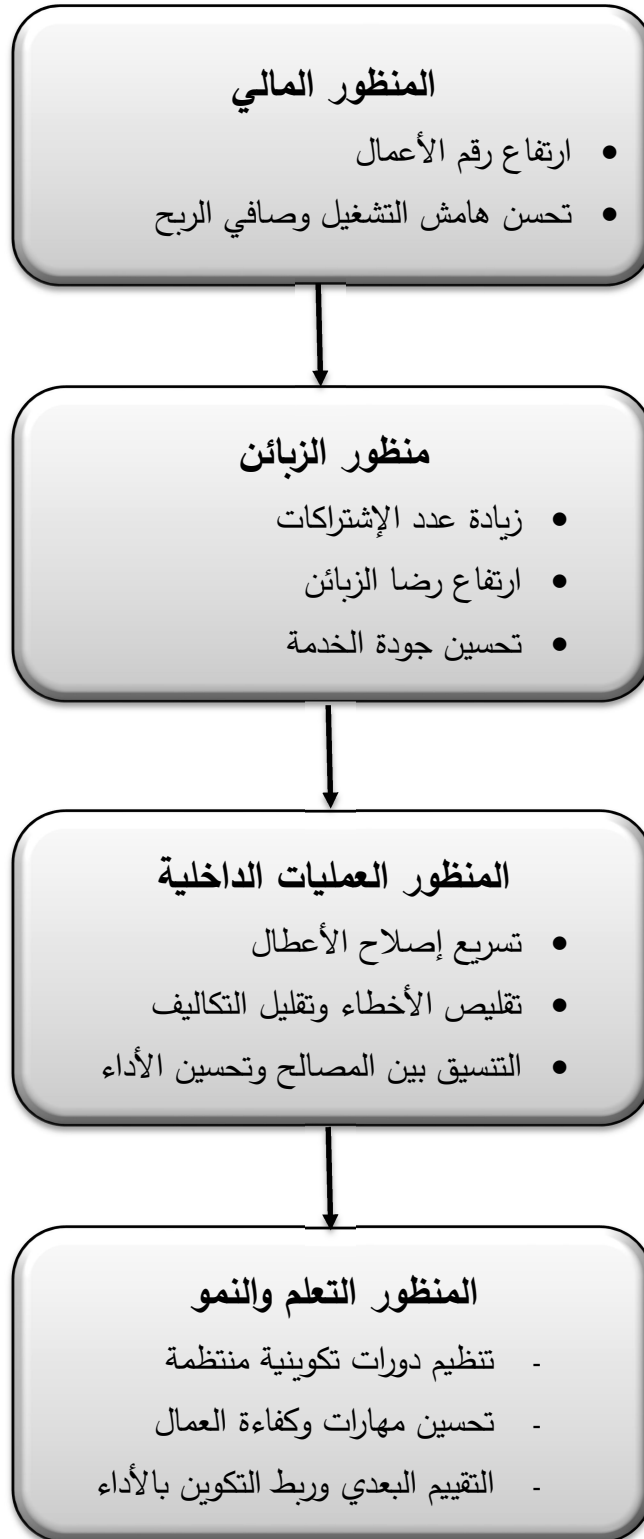 المنظور المالي
• ارتفاع رقم الأعمال
• تحسن هامش التشغيل وصافي الربح
منظور الزبائن
• زيادة عدد الإشتراكات
• ارتفاع رضا الزبائن
• تحسين جودة الخدمة
المنظور العمليات الداخلية
• تسريع إصلاح الأعطال
• تقليص الأخطاء وتقليل التكاليف
• التنسيق بين المصالح وتحسين الأداء
المنظور التعلم والنمو
- تنظيم دورات تكوينية منتظمة
- تحسين مهارات وكفاءة العمال
- التقييم البعدي وربط التكوين بالأداء